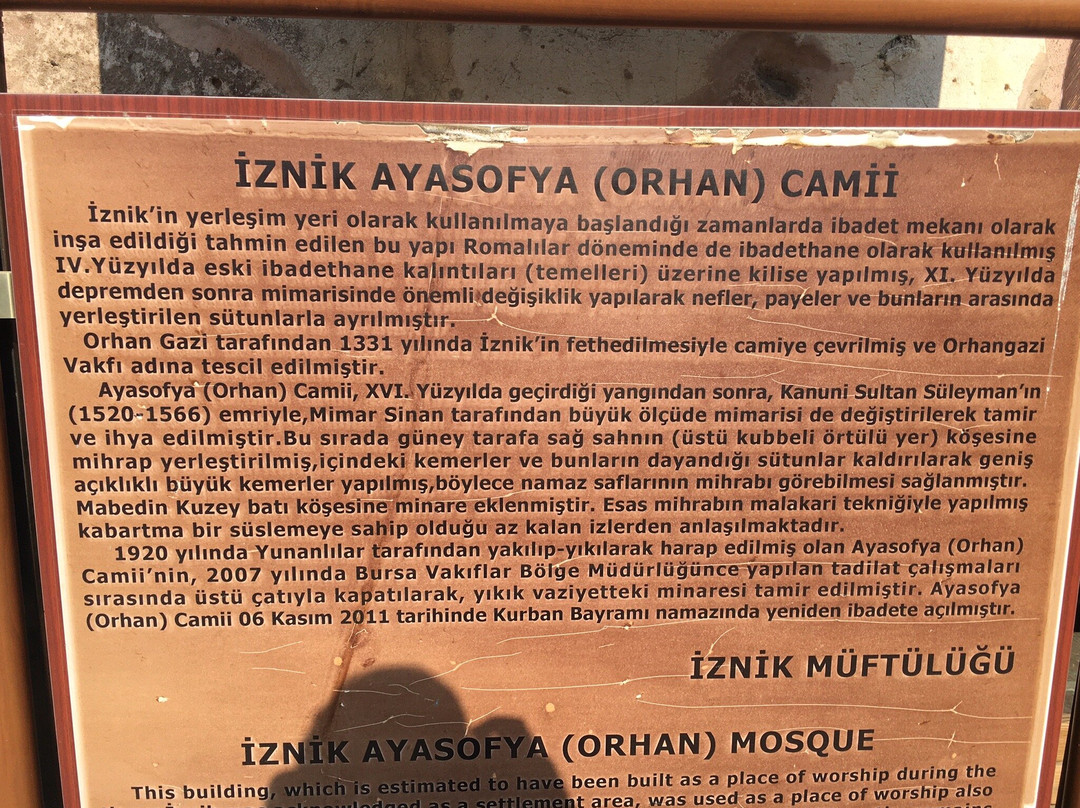 İZNİK AYASOFYA (ORHAN) CAMİİ
İznik'in yerleşim yeri olarak kullanılmaya başlandığı zamanlarda ibadet mekanı olarak
inşa edildiği tahmin edilen bu yapı Romalılar döneminde de ibadethane olarak kullanılmış
IV.Yüzyılda eski ibadethane kalıntıları (temelleri) üzerine kilise yapılmış, XI. Yüzyılda
depremden sonra mimarisinde önemli değişiklik yapılarak nefler, payeler ve bunların arasında
yerleştirilen sütunlarla ayrılmıştır.
Orhan Gazi tarafından 1331 yılında İznik'in fethedilmesiyle camiye çevrilmiş ve Orhangazi
Vakfı adına tescil edilmiştir.
Ayasofya (Orhan) Camii, XVI. Yüzyılda geçirdiği yangından sonra, Kanuni Sultan Süleyman'ın
(1520-1566) emriyle,Mimar Sinan tarafından büyük ölçüde mimarisi de değiştirilerek tamir
ve ihya edilmiştir.Bu sırada güney tarafa sağ sahnın (üstü kubbeli örtülü yer) köşesine
mihrap yerleştirilmiş,içindeki kemerler ve bunların dayandığı sütunlar kaldırılarak geniş
açıklıklı büyük kemerler yapılmış,böylece namaz saflarının mihrabı görebilmesi sağlanmıştır.
Mabedin Kuzey batı köşesine minare eklenmiştir. Esas mihrabın malakari tekniğiyle yapılmış
kabartma bir süslemeye sahip olduğu az kalan izlerden anlaşılmaktadır.
1920 yılında Yunanlılar tarafından yakılıp-yıkılarak harap edilmiş olan Ayasofya (Orhan)
Camii'nin, 2007 yılında Bursa Vakıflar Bölge Müdürlüğünce yapılan tadilat çalışmaları
sırasında üstü çatıyla kapatılarak, yıkık vaziyetteki minaresi tamir edilmiştir. Ayasofya
(Orhan) Camii 06 Kasım 2011 tarihinde Kurban Bayramı namazında yeniden ibadete açılmıştır.
İZNİK MÜFTÜLÜĞÜ
İZNİK AYASOFYA (ORHAN) MOSQUE
This building, which is estimated to have been built as a place of worship during the
as a settlement area, was used as a place of worship also